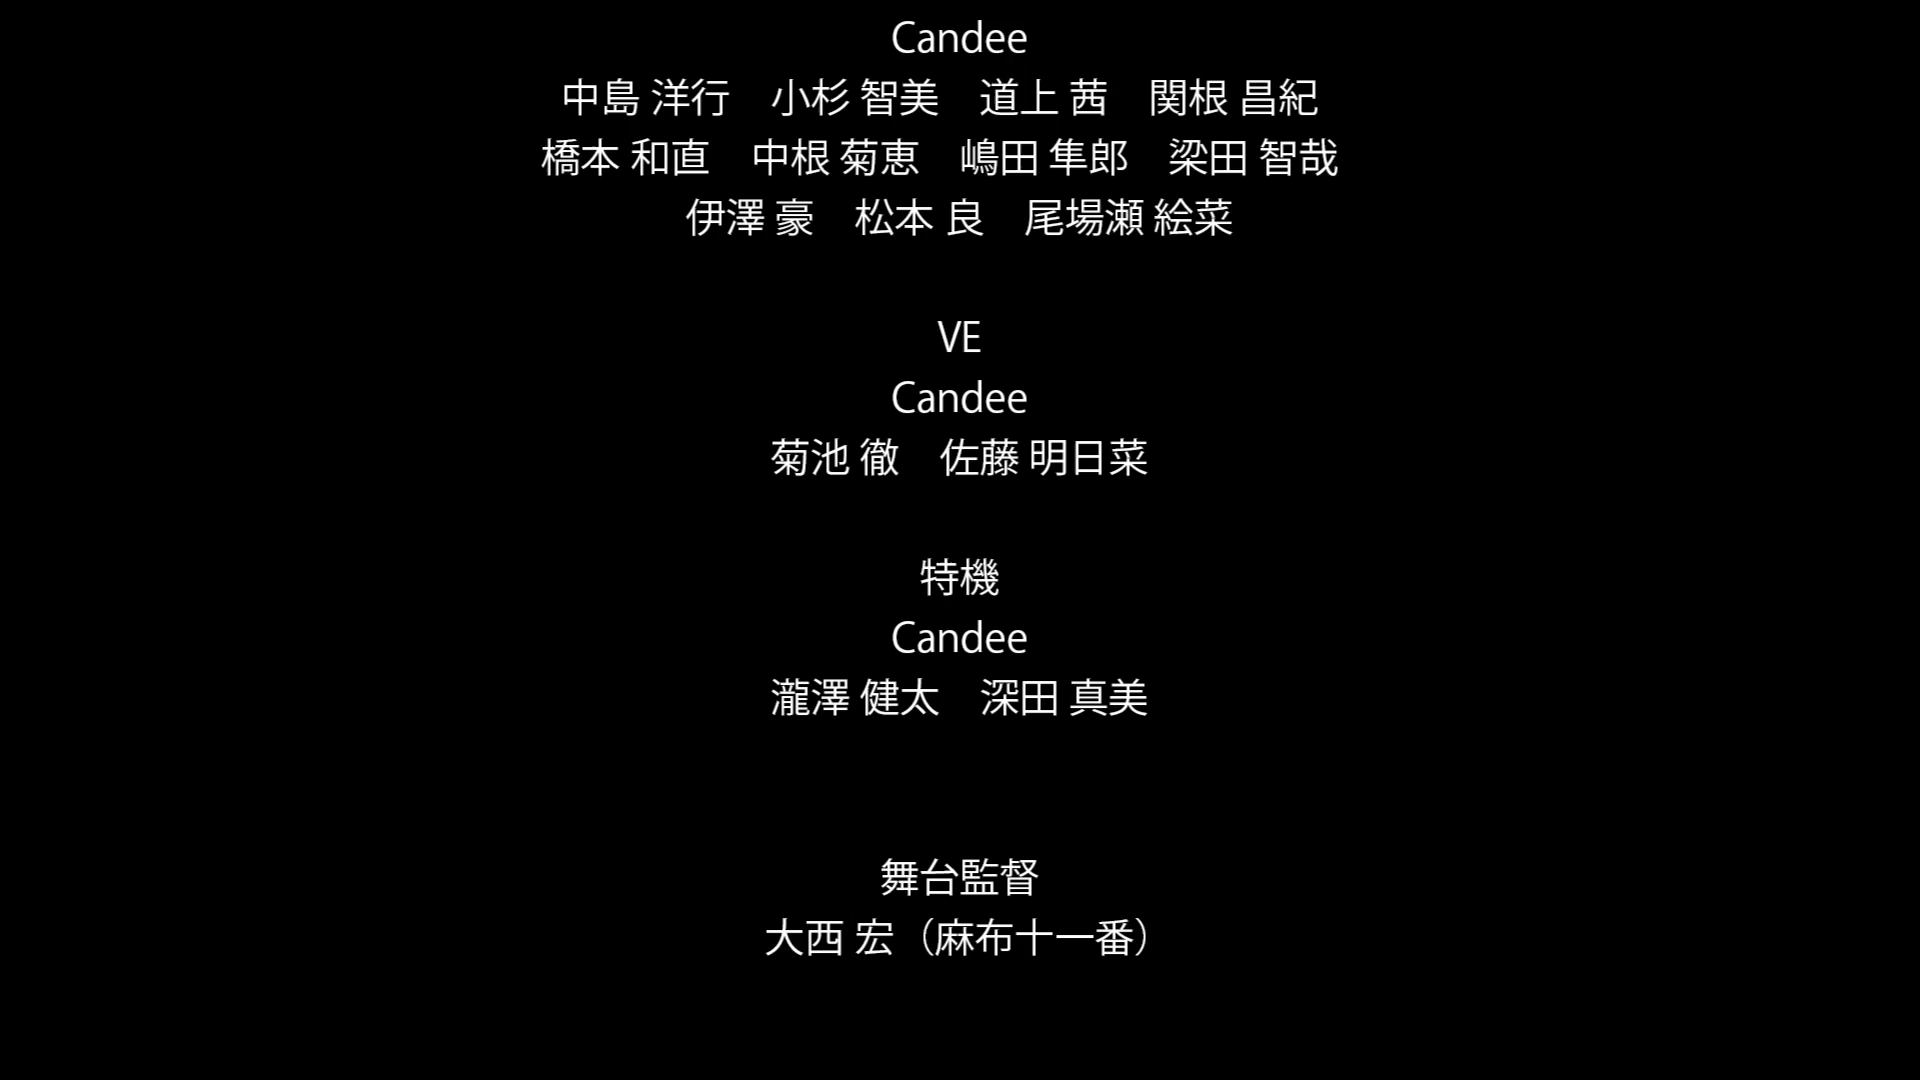 Candee
中島 洋行　小杉 智美　道上 茜　関根 昌紀
橋本 和直　中根 菊恵　嶋田 隼郎　梁田 智哉
伊澤 豪　松本 良　尾場瀬 絵菜
VE
Candee
菊池 徹　佐藤 明日菜
特機
Candee
瀧澤 健太　深田 真美
舞台監督
大西 宏（麻布十一番）